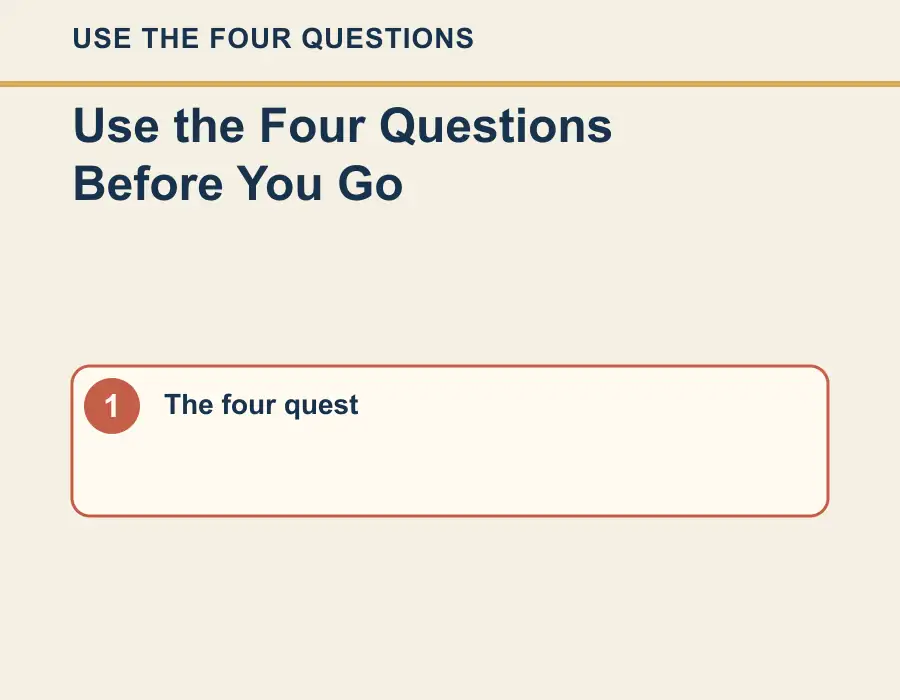 USE THE FOUR QUESTIONS
Use the Four Questions
Before You Go
1
The four quest